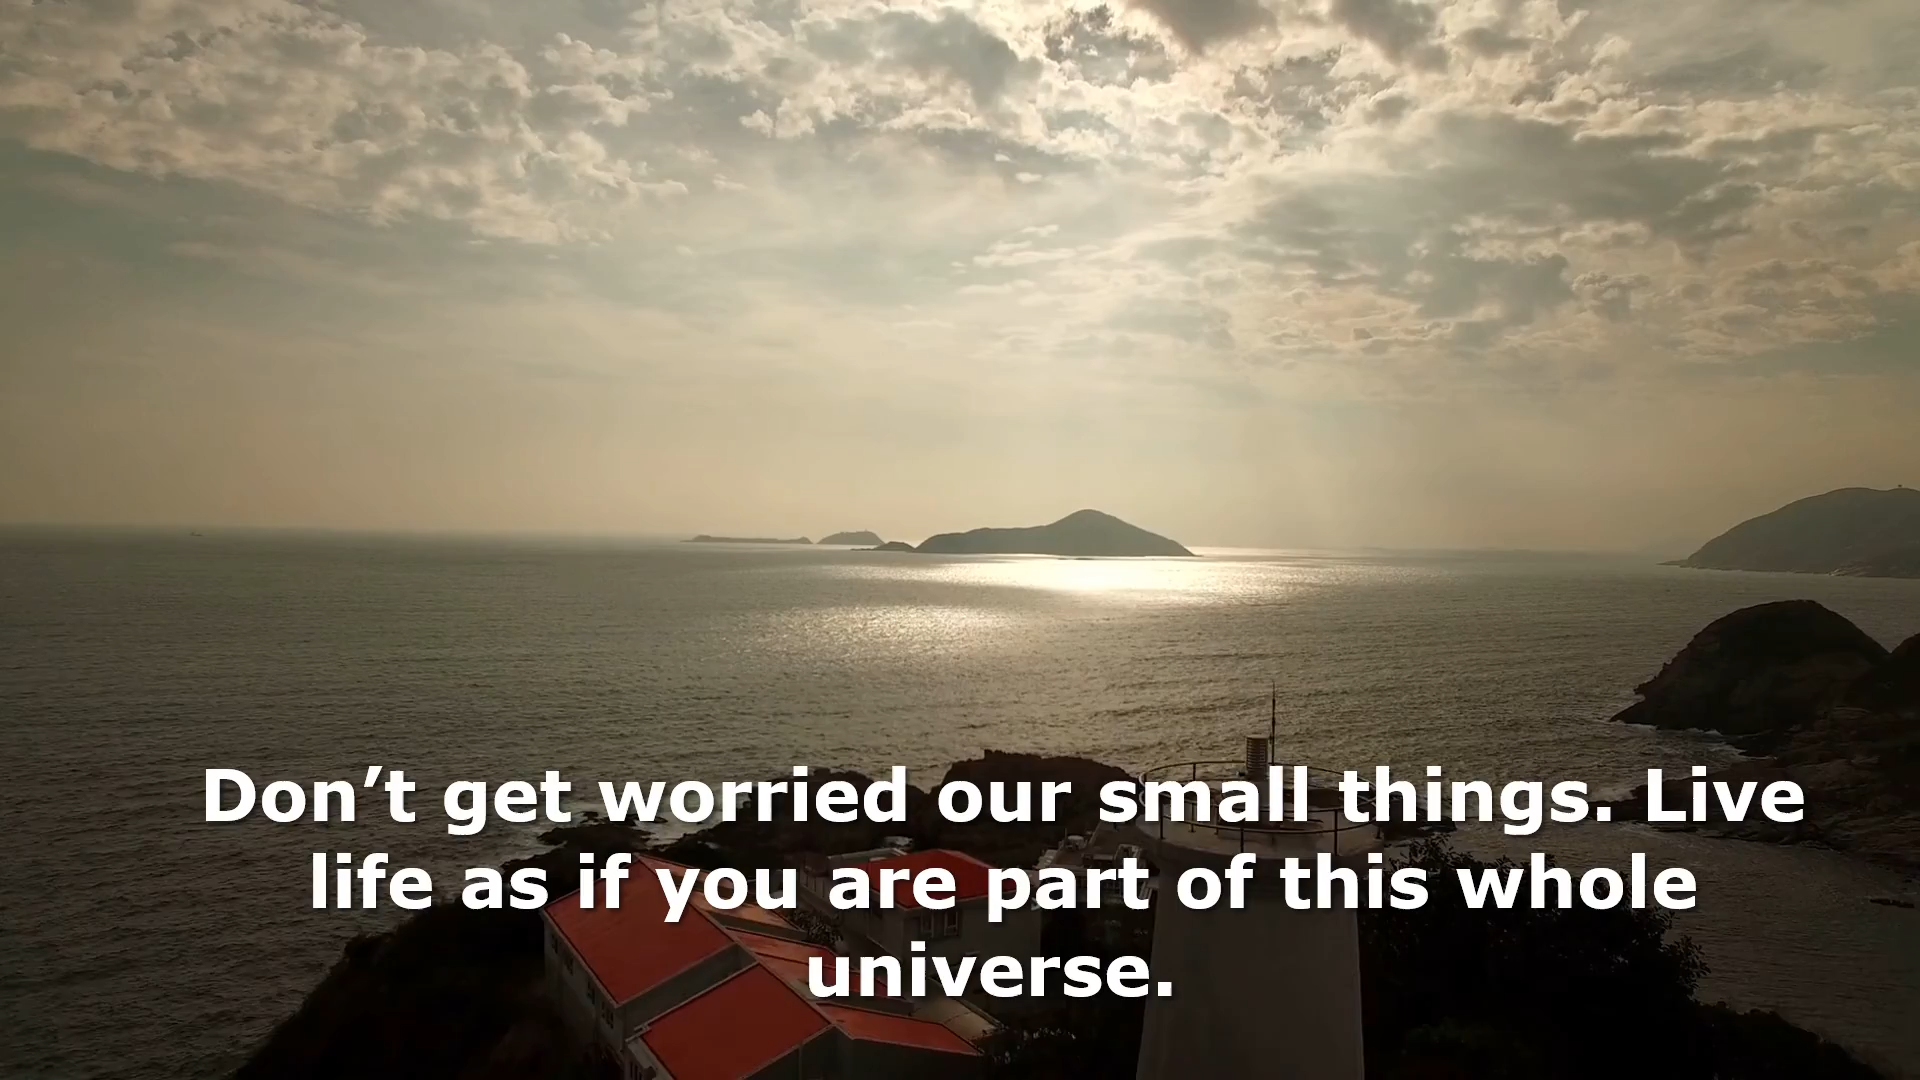 Don’t get worried our small things. Live
life as if you are part of this whole
universe.